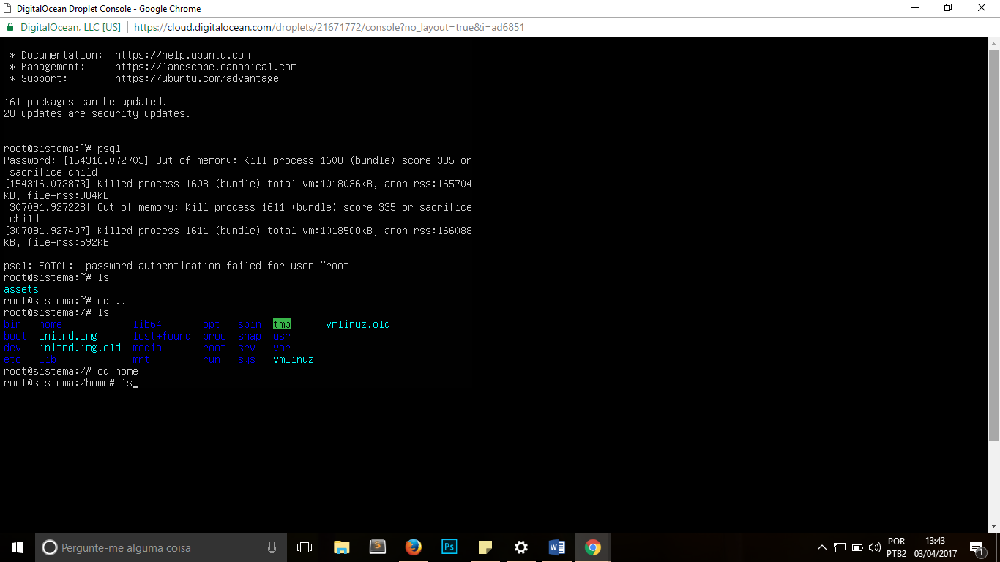 DigitalOcean Droplet Console - Google Chrome
DigitalOcean, LLC [US] | https://cloud.digitalocean.com/droplets/21671772/console?no_layout=true&i=ad6851
* Documentation:  https://help.ubuntu.com
* Management:     https://landscape.canonical.com
* Support:        https://ubuntu.com/advantage
161 packages can be updated.
28 updates are security updates.
root@sistema:~# psql
Password: [154316.072703] Out of memory: Kill process 1608 (bundle) score 335 or
sacrifice child
[154316.072873] Killed process 1608 (bundle) total-vm:1018036kB, anon-rss:165704
kB, file-rss:984kB
[307091.927228] Out of memory: Kill process 1611 (bundle) score 335 or sacrifice
child
[307091.927407] Killed process 1611 (bundle) total-vm:1018500kB, anon-rss:166088
kB, file-rss:592kB
psql: FATAL:  password authentication failed for user "root"
root@sistema:~# ls
assets
root@sistema:~# cd ..
root@sistema:/# ls
bin   home            lib64       opt   sbin  tmp      vmlinuz.old
boot  initrd.img      lost+found  proc  snap  usr
dev   initrd.img.old  media       root  srv   var
etc   lib             mnt         run   sys   vmlinuz
root@sistema:/# cd home
root@sistema:/home# ls_
Pergunte-me alguma coisa
S
Ps
W
POR
PTB2
13:43
03/04/2017
1